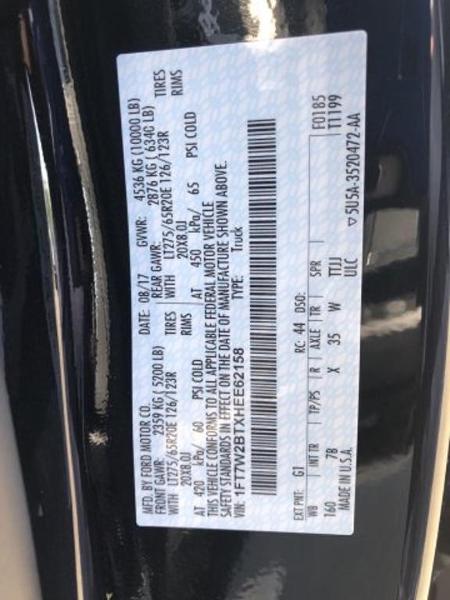 MFD. BY FORD MOTOR CO. DATE: 08/17 GVWR: 4536 KG (10000 LB)
FRONT GAWR: 2359 KG ( 5200 LB) REAR GAWR: 2876 KG ( 6340 LB)
WITH LT275/65R20E 126/123R TIRES WITH LT275/65R20E 126/123R TIRES
20X8.0J RIMS 20X8.0J RIMS
AT 420 kPa/ 60 PSI COLD AT 450 kPa/ 65 PSI COLD
THIS VEHICLE CONFORMS TO ALL APPLICABLE FEDERAL MOTOR VEHICLE
SAFETY STANDARDS IN EFFECT ON THE DATE OF MANUFACTURE SHOWN ABOVE.
VIN: 1FT7W2BTXHEE62158 TYPE: Truck
EXT PNT: G1 RC: 44 DSO: F0185
WB INT TR TP/PS R AXLE TR SPR T1199
160 7B X 35 W TTJJ
MADE IN U.S.A. ULC ▽5U5A-3520472-AA